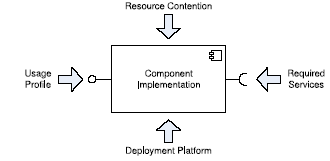 Resource Contention
Usage
Profile
Component
Implementation
Required
Services
Deployment Platform